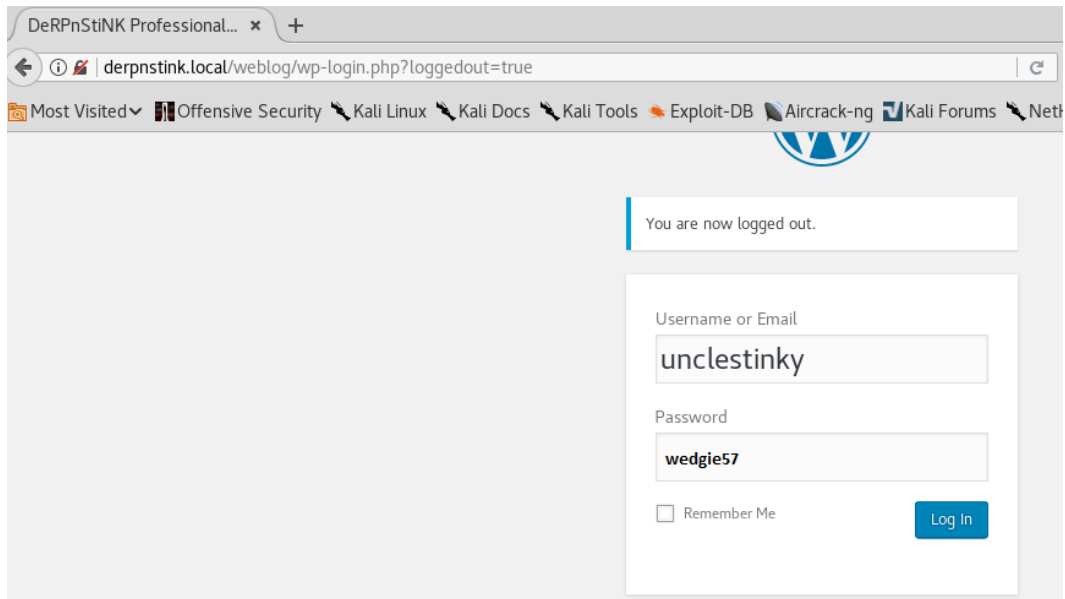 DeRPnStiNK Professional... × +
derpnstink.local/weblog/wp-login.php?loggedout=true
Most Visited Offensive Security Kali Linux Kali Docs Kali Tools Exploit-DB Aircrack-ng Kali Forums
You are now logged out.
Username or Email
unclestinky
Password
wedgie57
Remember Me
Log In